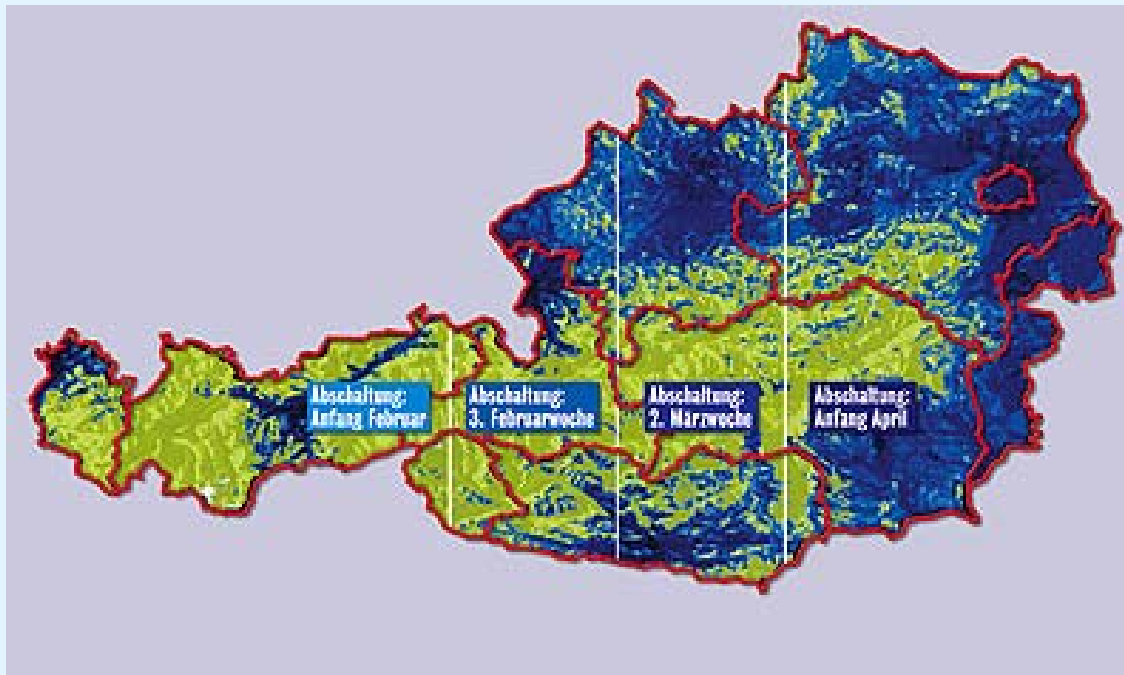 Abschaltung:
Anfang Februar
Abschaltung:
3. Februarwoche
Abschaltung:
2. Märzwoche
Abschaltung:
Anfang April